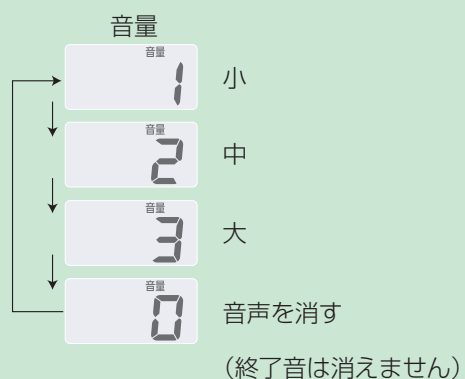 音量
音量
1 小
音量
2 中
音量
3 大
音量
0 音声を消す
（終了音は消えません）